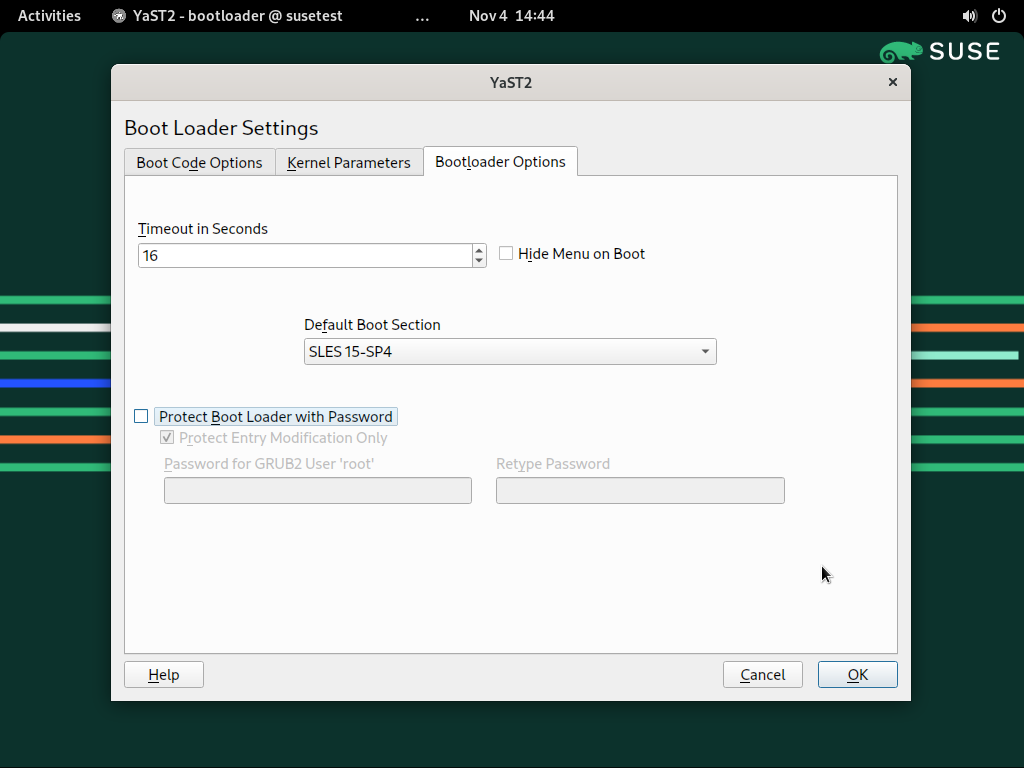 Activities YaST2 - bootloader @ susetest ... Nov 4 14:44
SUSE
YaST2
Boot Loader Settings
Boot Code Options Kernel Parameters Bootloader Options
Timeout in Seconds
16 Hide Menu on Boot
Default Boot Section
SLES 15-SP4
Protect Boot Loader with Password
Protect Entry Modification Only
Password for GRUB2 User 'root' Retype Password
Help Cancel OK